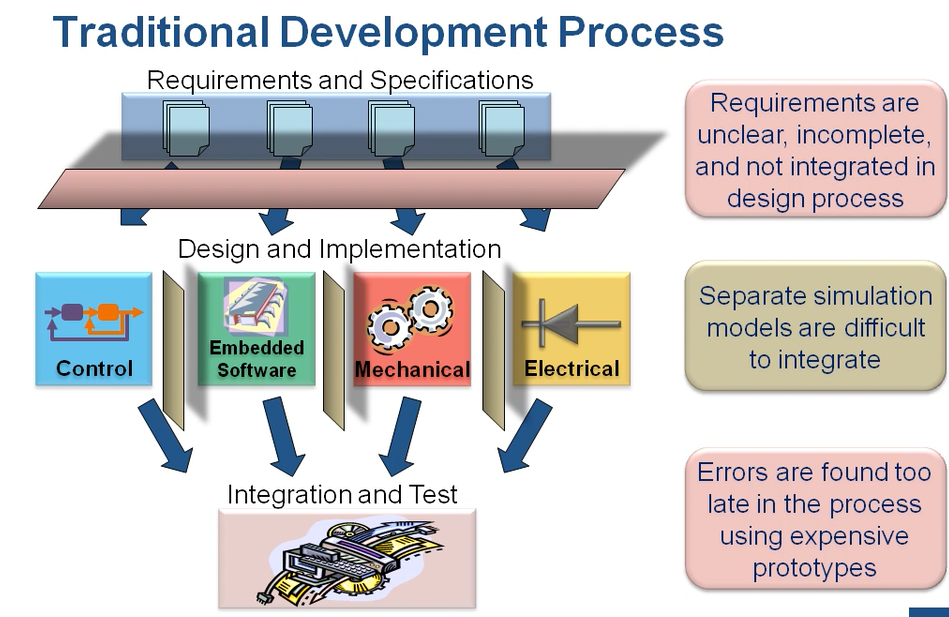 Traditional Development Process
Requirements and Specifications
Requirements are
unclear, incomplete,
and not integrated in
design process
Design and Implementation
Control
Embedded
Software
Mechanical
Electrical
Separate simulation
models are difficult
to integrate
Integration and Test
Errors are found too
late in the process
using expensive
prototypes